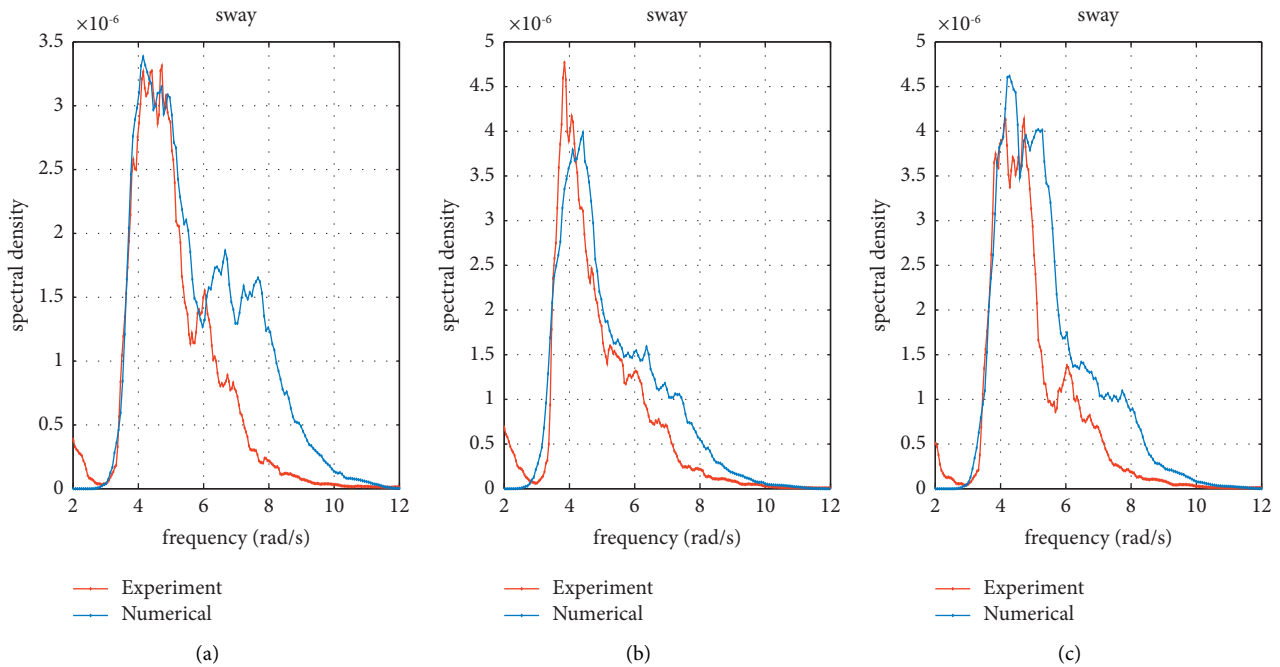 sway
×10-6
3.5
3
2.5
2
1.5
1
0.5
0
spectral density
2 4 6 8 10 12
frequency (rad/s)
Experiment
Numerical
(a)
sway
×10-6
5
4.5
4
3.5
3
2.5
2
1.5
1
0.5
0
spectral density
2 4 6 8 10 12
frequency (rad/s)
Experiment
Numerical
(b)
sway
×10-6
5
4.5
4
3.5
3
2.5
2
1.5
1
0.5
0
spectral density
2 4 6 8 10 12
frequency (rad/s)
Experiment
Numerical
(c)